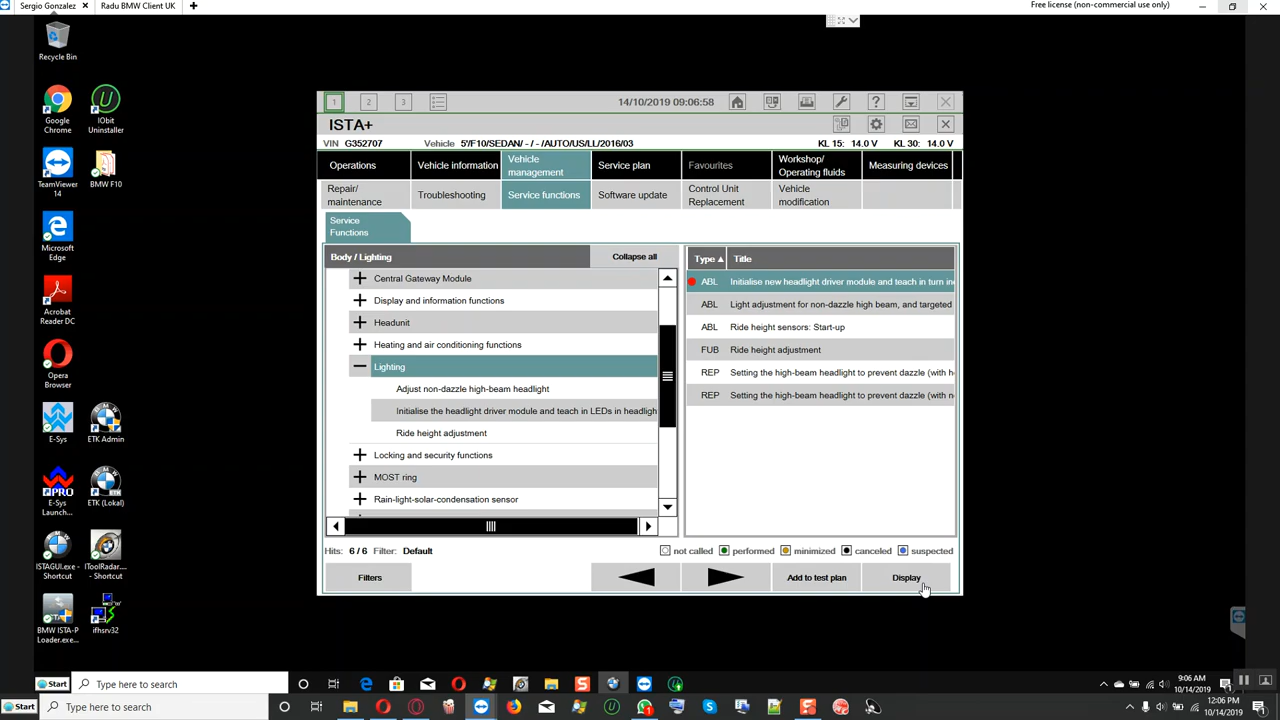 Sergio Gonzalez × Radu BMW Client UK + Free license (non-commercial use only)
Recycle Bin
Google Chrome
IObit Uninstaller
TeamViewer 14
BMW F10
Microsoft Edge
Acrobat Reader DC
Opera Browser
E-Sys
ETK Admin
E-Sys Launch...
ETK (Lokal)
ISTAGUI.exe - Shortcut
IToolRadar.... - Shortcut
BMW ISTA-P Loader.exe...
ifhsrv32
1 2 3 14/10/2019 09:06:58
ISTA+
VIN G352707 Vehicle 5'/F10/SEDAN/ - / - /AUTO/US/LL/2016/03 KL 15: 14.0 V KL 30: 14.0 V
Operations Vehicle information Vehicle management Service plan Favourites Workshop/ Operating fluids Measuring devices
Repair/ maintenance Troubleshooting Service functions Software update Control Unit Replacement Vehicle modification
Service Functions
Body / Lighting Collapse all
Central Gateway Module
Display and information functions
Headunit
Heating and air conditioning functions
Lighting
Adjust non-dazzle high-beam headlight
Initialise the headlight driver module and teach in LEDs in headligh
Ride height adjustment
Locking and security functions
MOST ring
Rain-light-solar-condensation sensor
Type Title
ABL Initialise new headlight driver module and teach in turn in
ABL Light adjustment for non-dazzle high beam, and targeted
ABL Ride height sensors: Start-up
FUB Ride height adjustment
REP Setting the high-beam headlight to prevent dazzle (with h
REP Setting the high-beam headlight to prevent dazzle (with n
Hits: 6 / 6 Filter: Default not called performed minimized canceled suspected
Filters Add to test plan Display
Start Type here to search 9:06 AM
10/14/2019
Start Type here to search 12:06 PM
10/14/2019